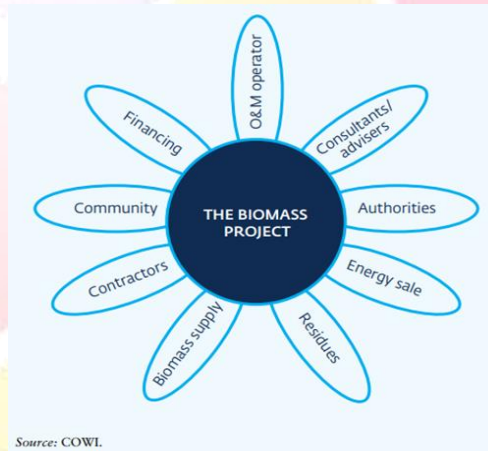 O&M operator
Consultants/
advisers
Authorities
Energy sale
Residues
Biomass supply
Contractors
Community
Financing
THE BIOMASS
PROJECT
Source: COWI.